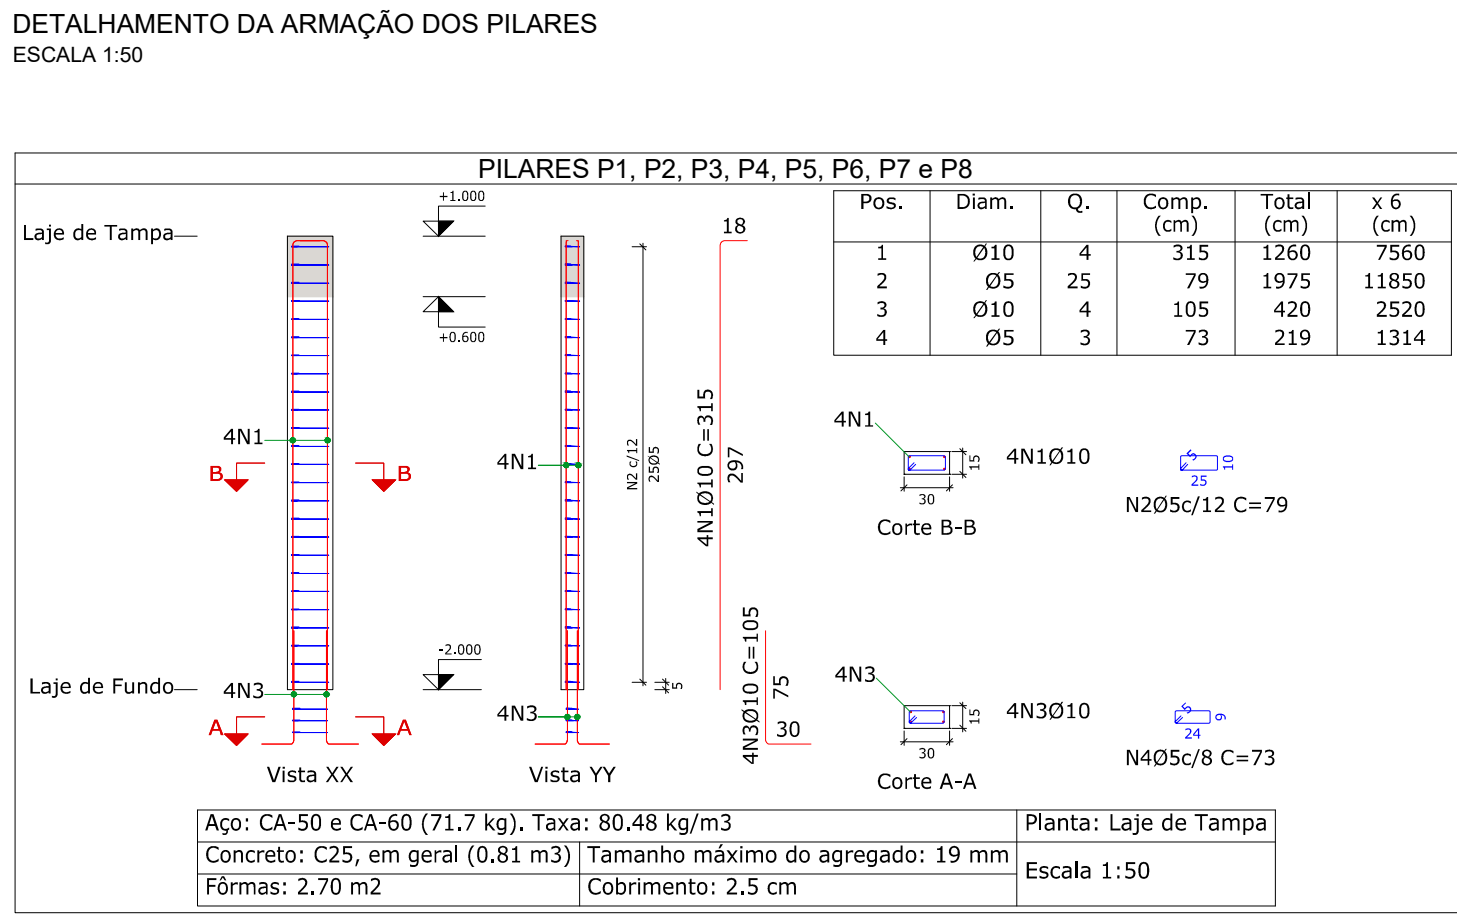 DETALHAMENTO DA ARMAÇÃO DOS PILARES
ESCALA 1:50
PILARES P1, P2, P3, P4, P5, P6, P7 e P8
Laje de Tampa
+1.000
+0.600
4N1
B B
-2.000
Laje de Fundo
4N3
A A
Vista XX
4N1
4N3
Vista YY
N2 c/12
25Ø5
5
18
4N1Ø10 C=315
297
4N3Ø10 C=105
75
30
Pos. Diam. Q. Comp. (cm) Total (cm) x 6 (cm)
1 Ø10 4 315 1260 7560
2 Ø5 25 79 1975 11850
3 Ø10 4 105 420 2520
4 Ø5 3 73 219 1314
4N1
15
30
4N1Ø10
Corte B-B
5
10
25
N2Ø5c/12 C=79
4N3
15
30
4N3Ø10
Corte A-A
5
9
24
N4Ø5c/8 C=73
Aço: CA-50 e CA-60 (71.7 kg). Taxa: 80.48 kg/m3
Planta: Laje de Tampa
Concreto: C25, em geral (0.81 m3)
Tamanho máximo do agregado: 19 mm
Escala 1:50
Fôrmas: 2.70 m2
Cobrimento: 2.5 cm